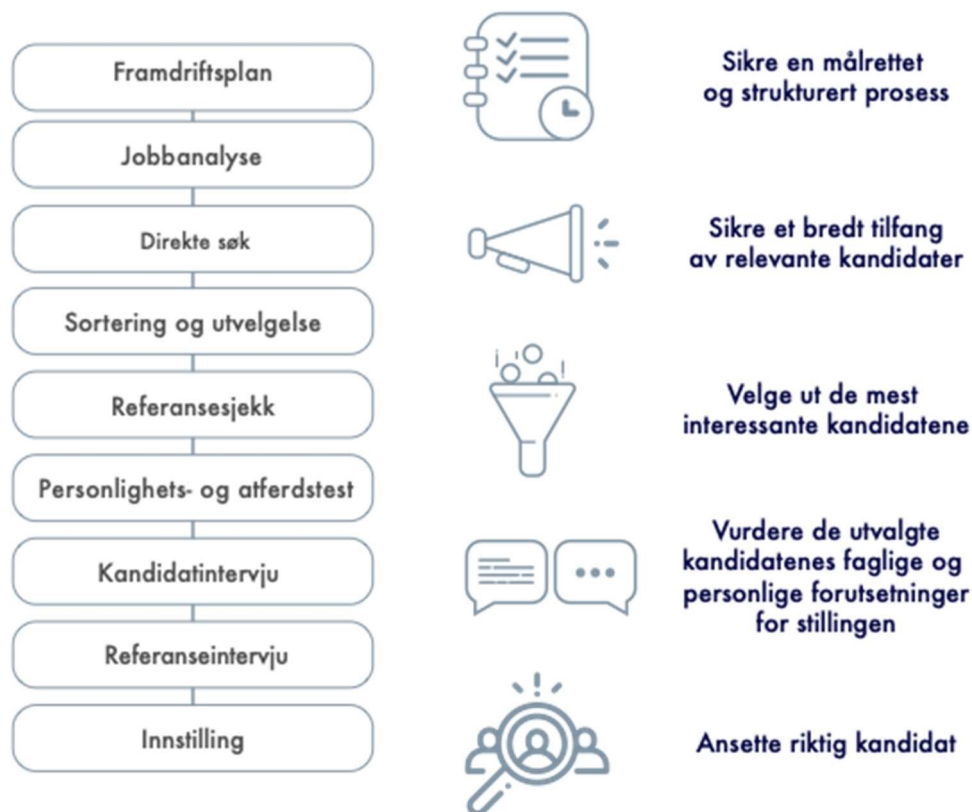 Framdriftsplan
Jobbanalyse
Direkte søk
Sortering og utvelgelse
Referansesjekk
Personlighets- og atferdstest
Kandidatintervju
Referanseintervju
Innstilling
Sikre en målrettet
og strukturert prosess
Sikre et bredt tilfang
av relevante kandidater
Velge ut de mest
interessante kandidatene
Vurdere de utvalgte
kandidatenes faglige og
personlige forutsetninger
for stillingen
Ansette riktig kandidat